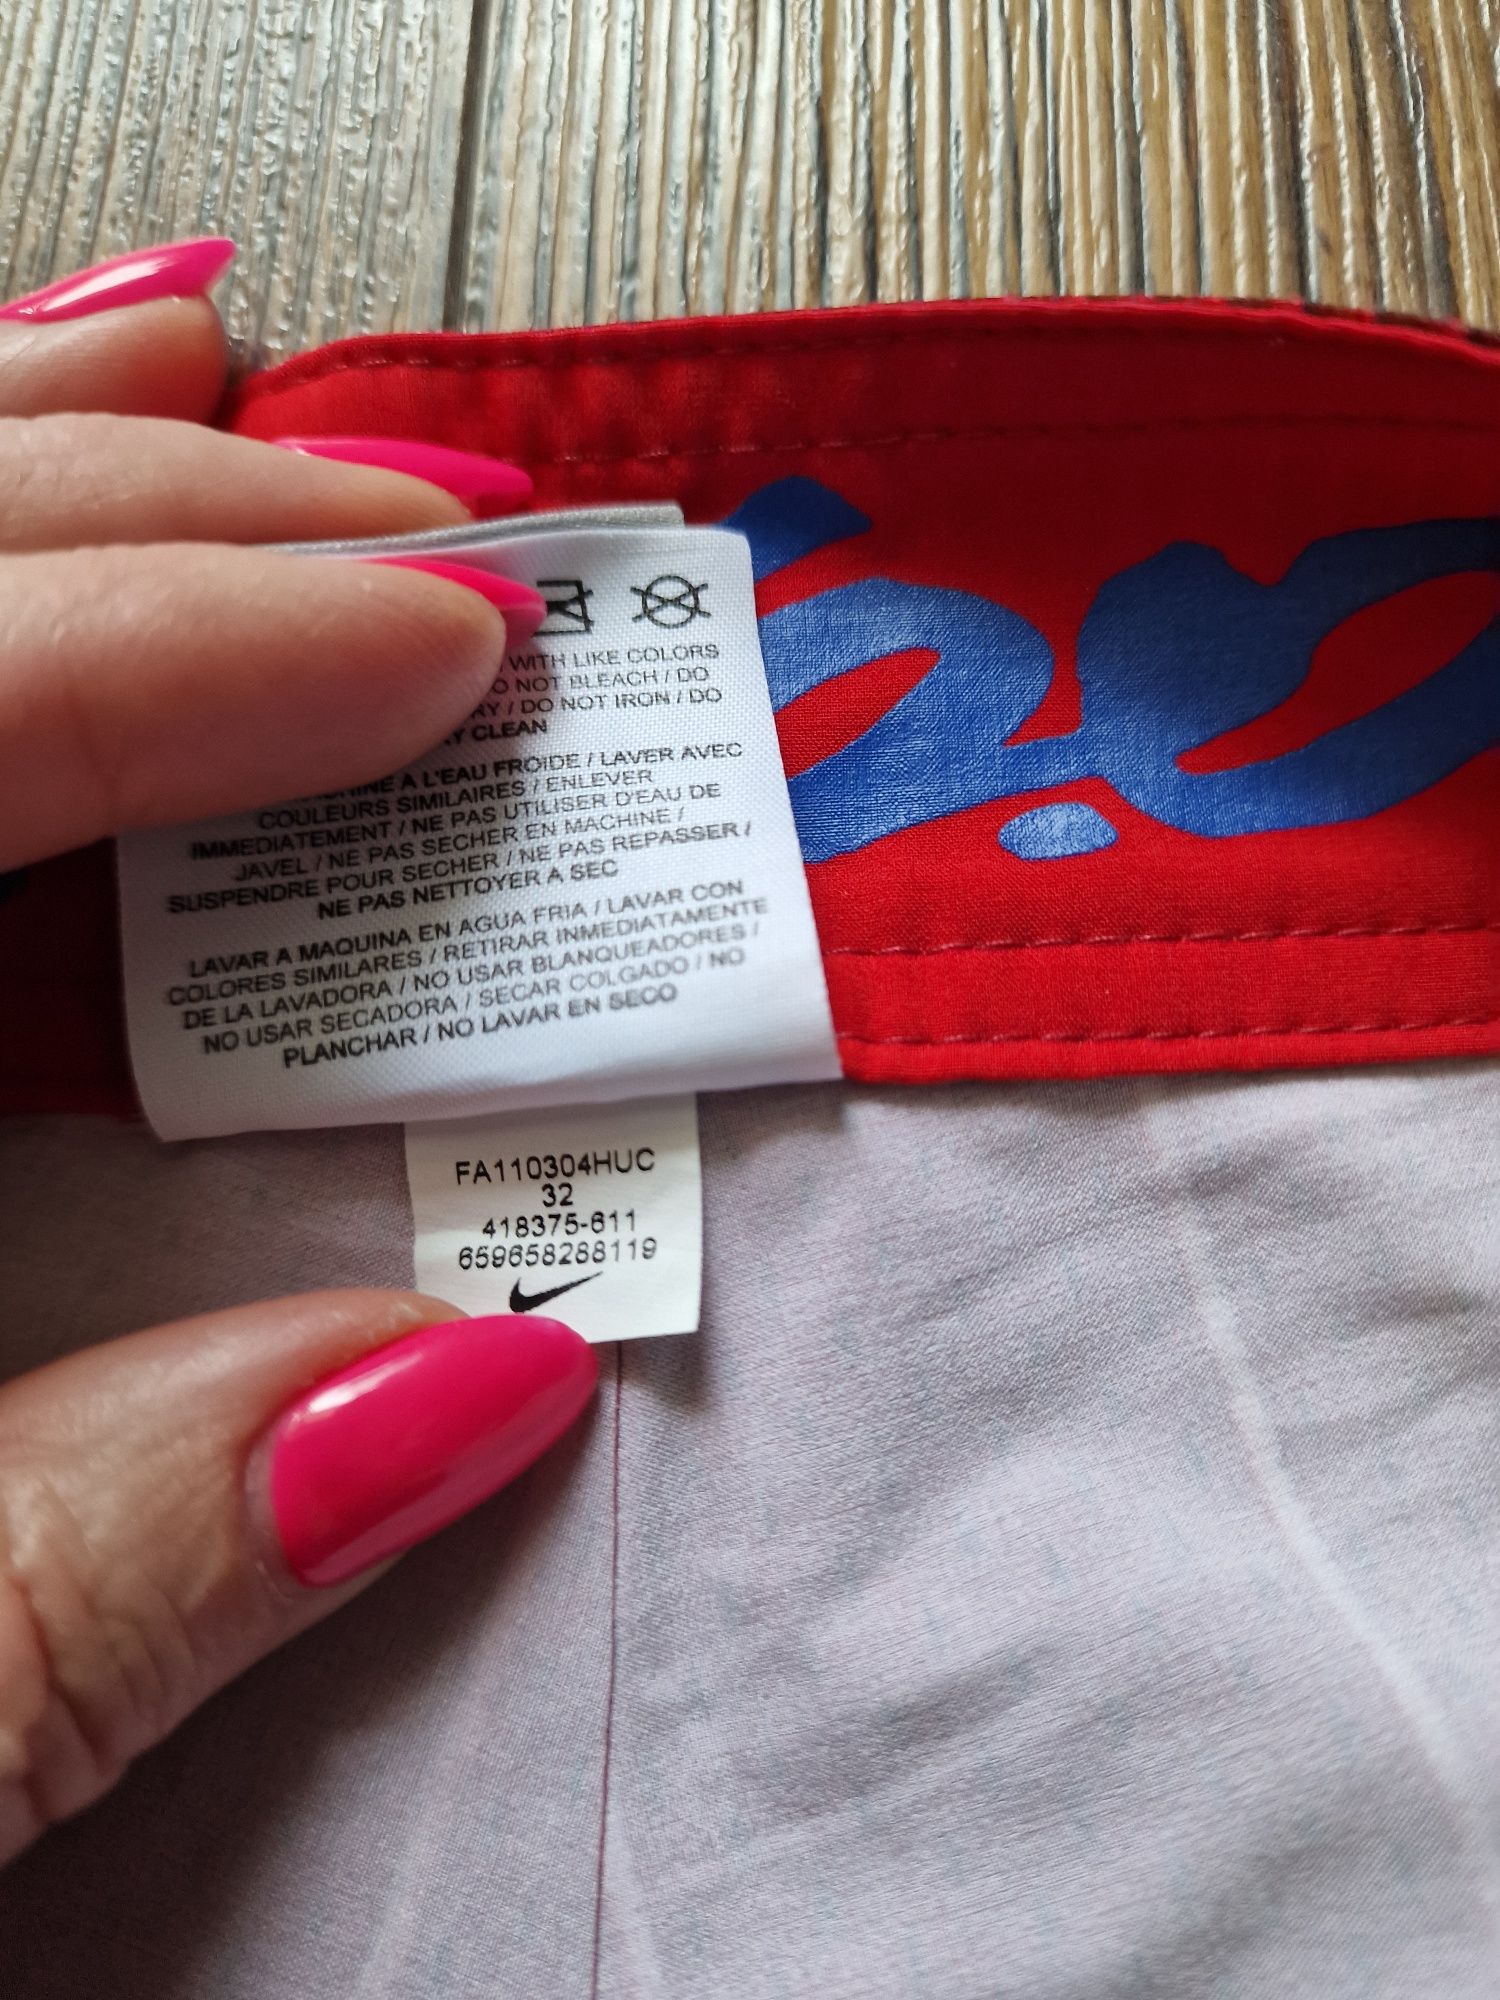 WITH LIKE COLORS
NOT BLEACH / DO
/ DO NOT IRON / DO
CLEAN
A L'EAU FROIDE / LAVER AVEC
COULEURS SIMILAIRES / ENLEVER
IMMEDIATEMENT / NE PAS UTILISER D'EAU DE
JAVEL / NE PAS SECHER EN MACHINE /
SUSPENDRE POUR SECHER / NE PAS REPASSER /
NE PAS NETTOYER A SEC
LAVAR A MAQUINA EN AGUA FRIA / LAVAR CON
COLORES SIMILARES / RETIRAR INMEDIATAMENTE
DE LA LAVADORA / NO USAR BLANQUEADORES /
NO USAR SECADORA / SECAR COLGADO / NO
PLANCHAR / NO LAVAR EN SECO
FA110304HUC
32
418375-611
659658288119